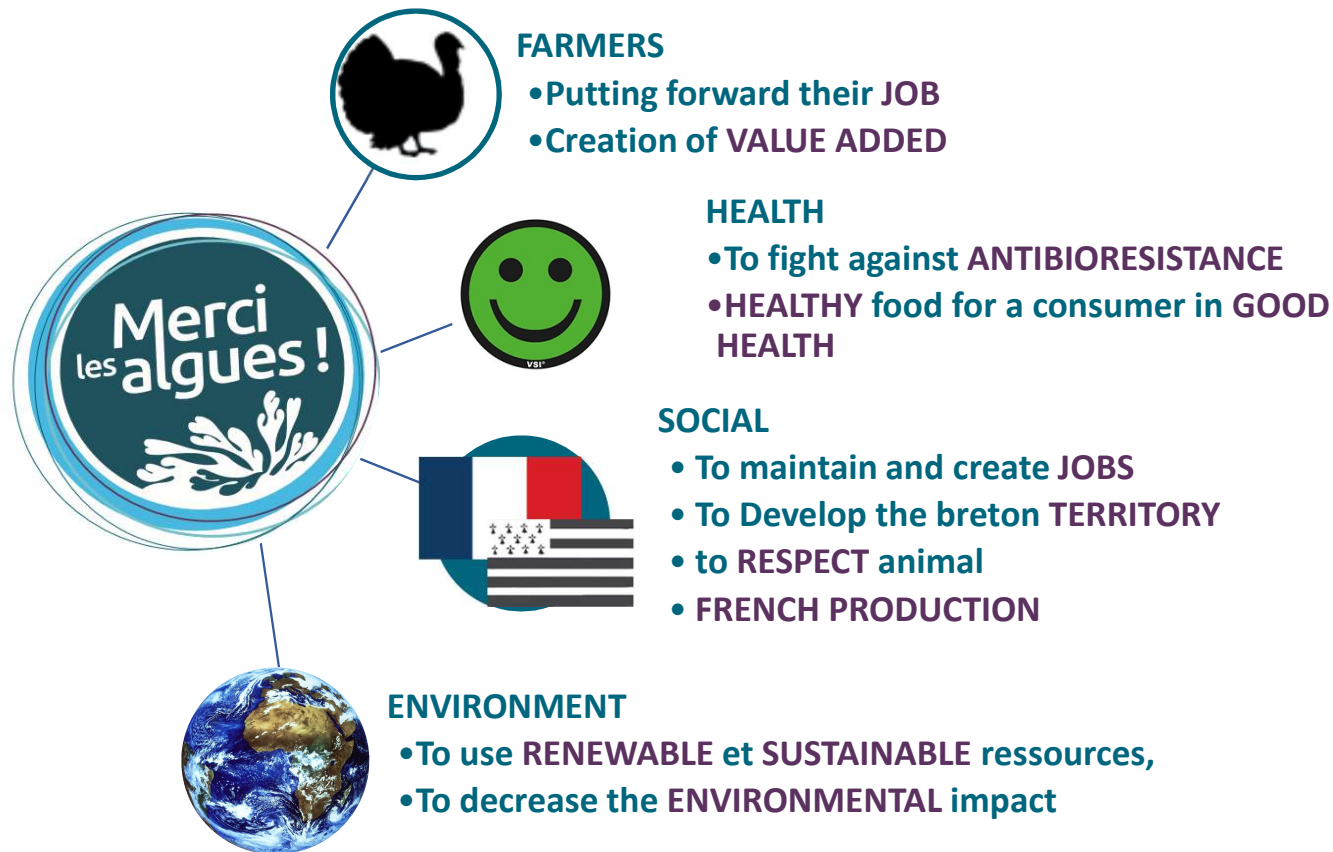 FARMERS
•Putting forward their JOB
•Creation of VALUE ADDED
HEALTH
•To fight against ANTIBIORESISTANCE
•HEALTHY food for a consumer in GOOD
HEALTH
Merci
les algues !
VSI®
SOCIAL
• To maintain and create JOBS
• To Develop the breton TERRITORY
• to RESPECT animal
• FRENCH PRODUCTION
ENVIRONMENT
•To use RENEWABLE et SUSTAINABLE ressources,
•To decrease the ENVIRONMENTAL impact